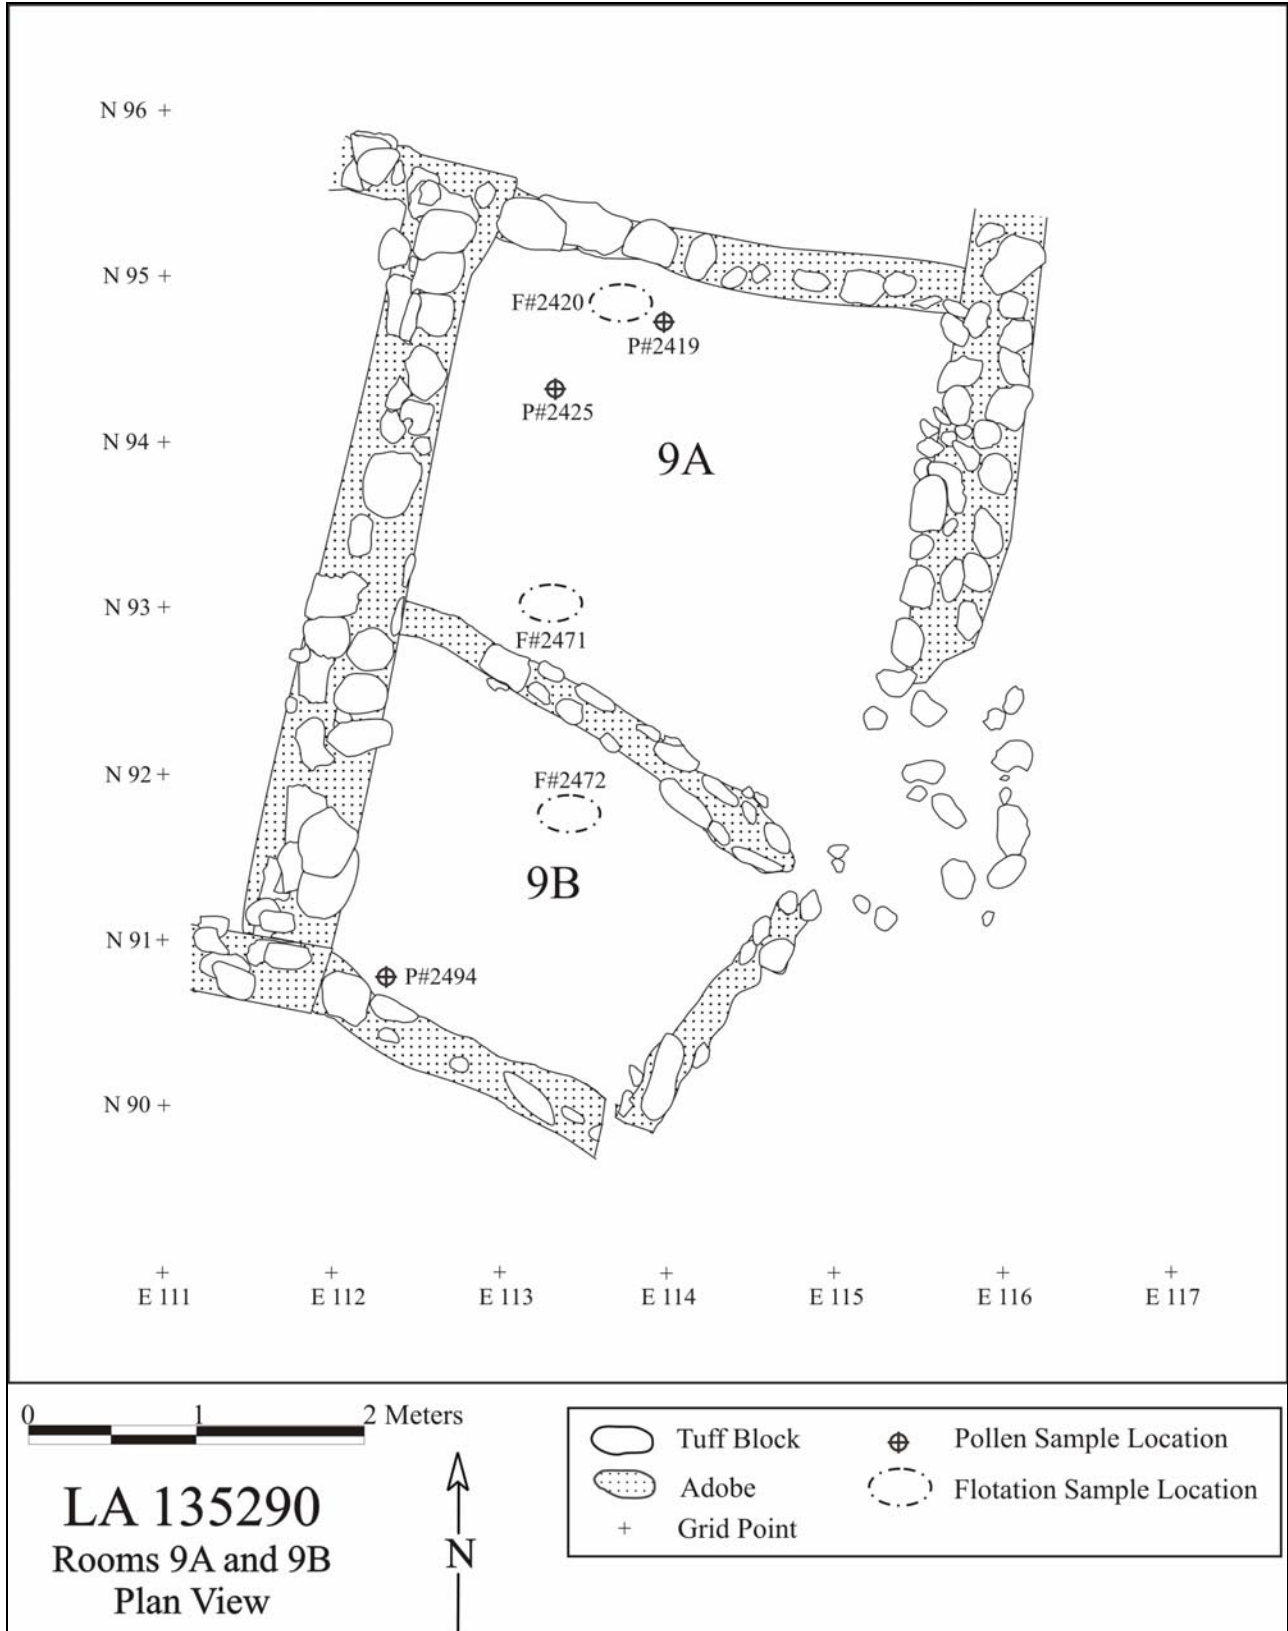 N 96 +
N 95 +
F#2420
P#2419
P#2425
N 94 +
9A
N 93 +
F#2471
N 92 +
F#2472
9B
N 91 +
P#2494
N 90 +
+ + + + + + +
E 111 E 112 E 113 E 114 E 115 E 116 E 117
0 1 2 Meters
LA 135290
Rooms 9A and 9B
Plan View
N
Tuff Block
Adobe
+ Grid Point
Pollen Sample Location
Flotation Sample Location